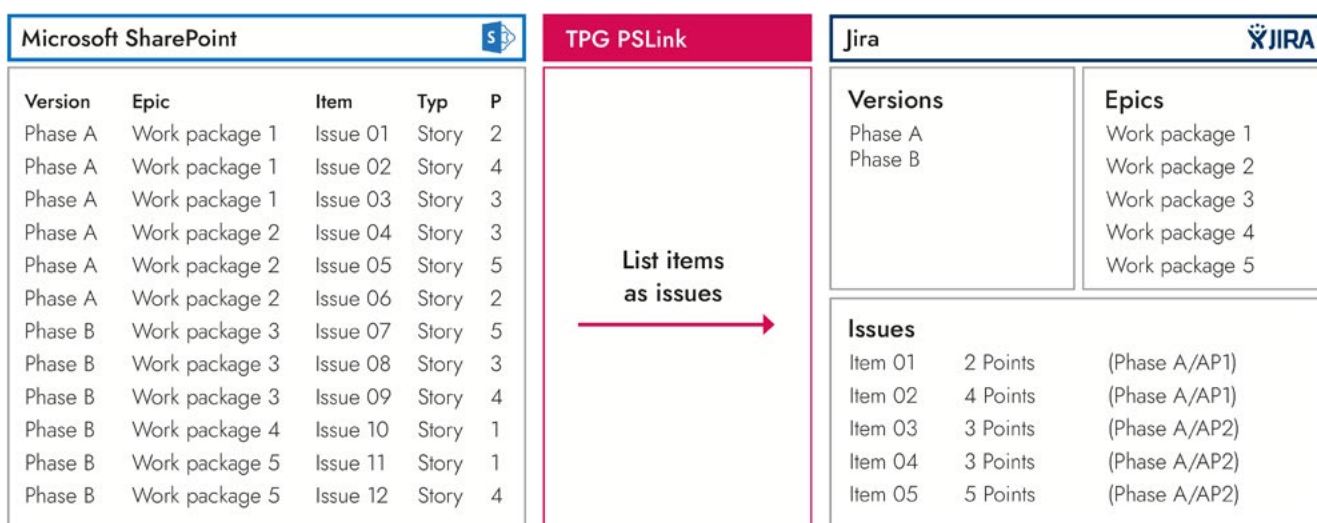 Microsoft SharePoint
S
Version Epic Item Typ P
Phase A Work package 1 Issue 01 Story 2
Phase A Work package 1 Issue 02 Story 4
Phase A Work package 1 Issue 03 Story 3
Phase A Work package 2 Issue 04 Story 3
Phase A Work package 2 Issue 05 Story 5
Phase A Work package 2 Issue 06 Story 2
Phase B Work package 3 Issue 07 Story 5
Phase B Work package 3 Issue 08 Story 3
Phase B Work package 3 Issue 09 Story 4
Phase B Work package 4 Issue 10 Story 1
Phase B Work package 5 Issue 11 Story 1
Phase B Work package 5 Issue 12 Story 4
TPG PSLink
List items
as issues
Jira
JIRA
Versions
Phase A
Phase B
Epics
Work package 1
Work package 2
Work package 3
Work package 4
Work package 5
Issues
Item 01 2 Points (Phase A/AP1)
Item 02 4 Points (Phase A/AP1)
Item 03 3 Points (Phase A/AP2)
Item 04 3 Points (Phase A/AP2)
Item 05 5 Points (Phase A/AP2)